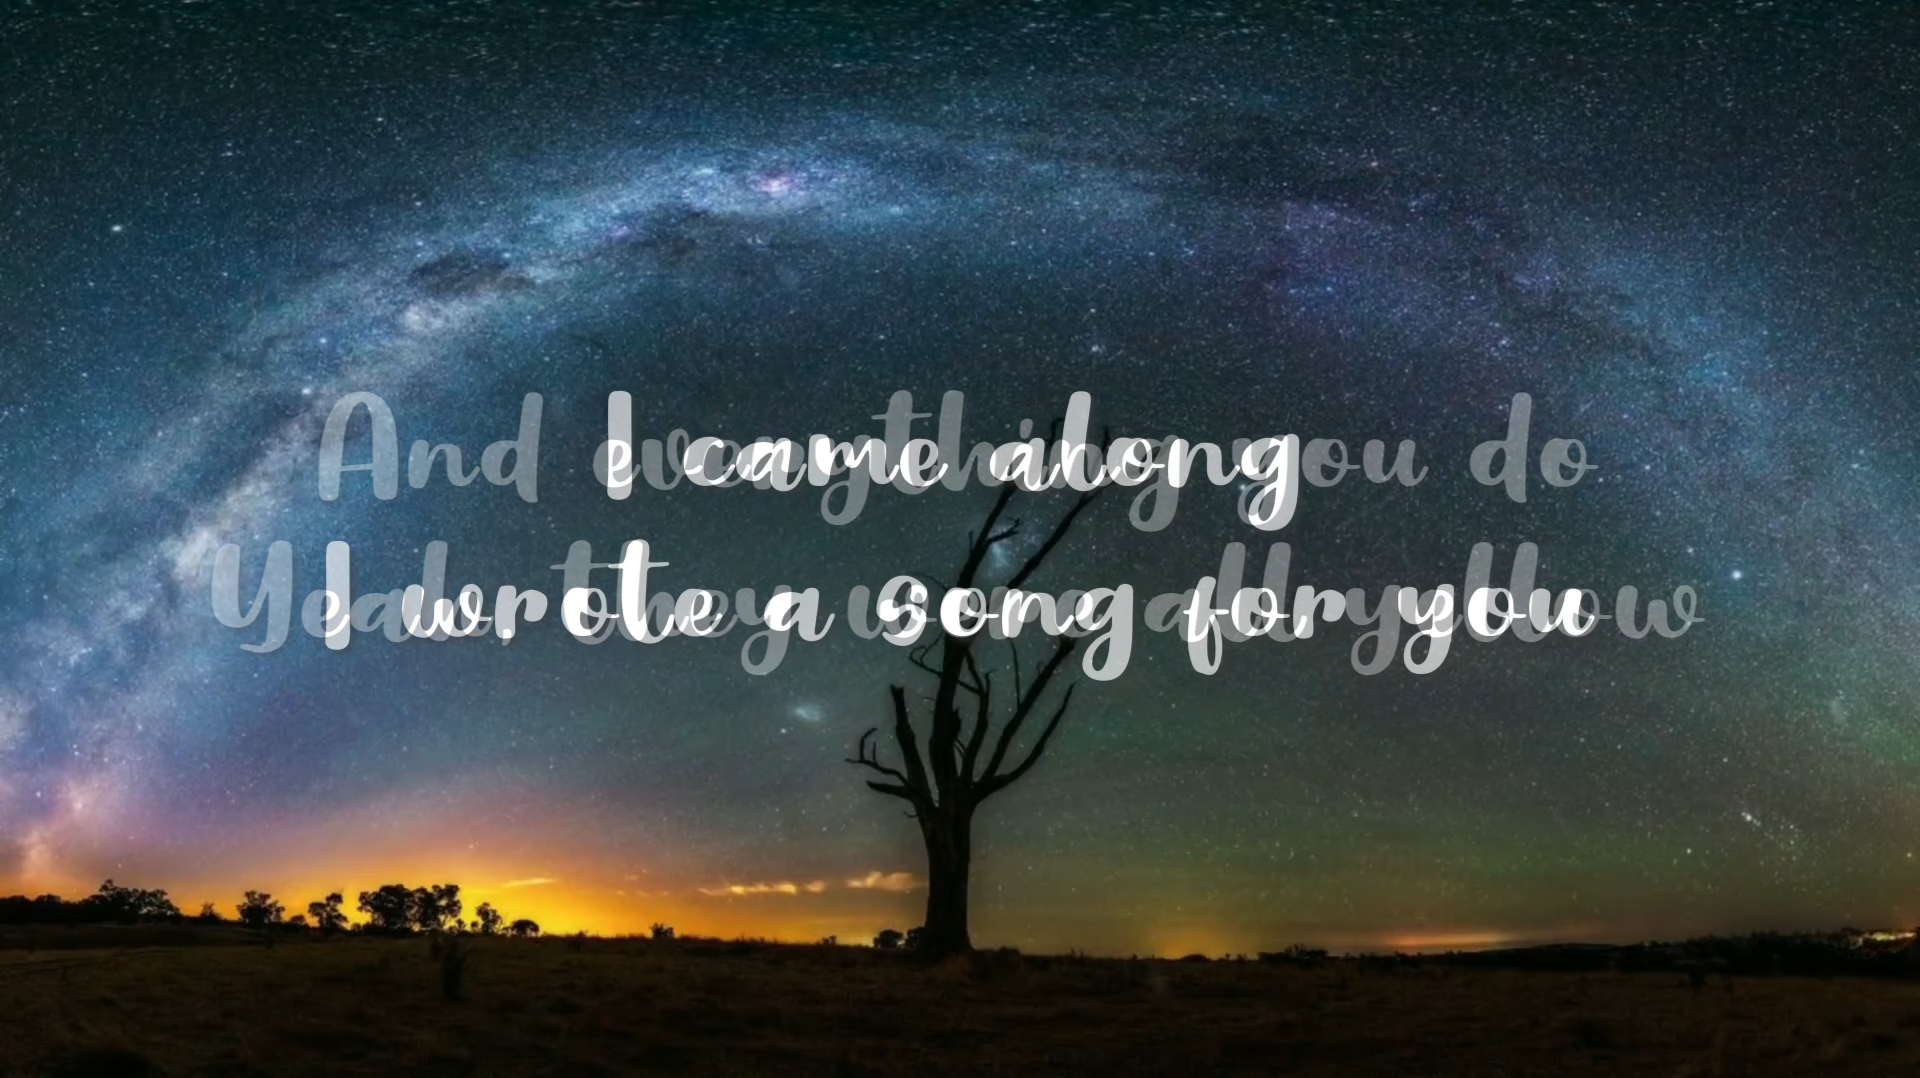 And everything you do
Yeah, they were all yellow
I came along
I wrote a song for you